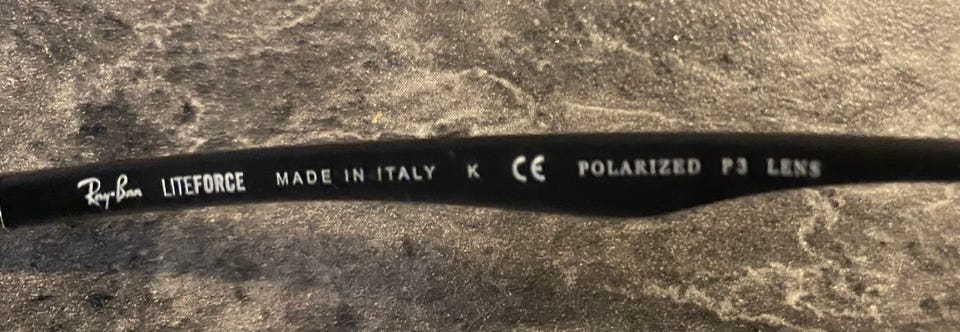 Ray-Ban LITEFORCE MADE IN ITALY K CE POLARIZED P3 LENS